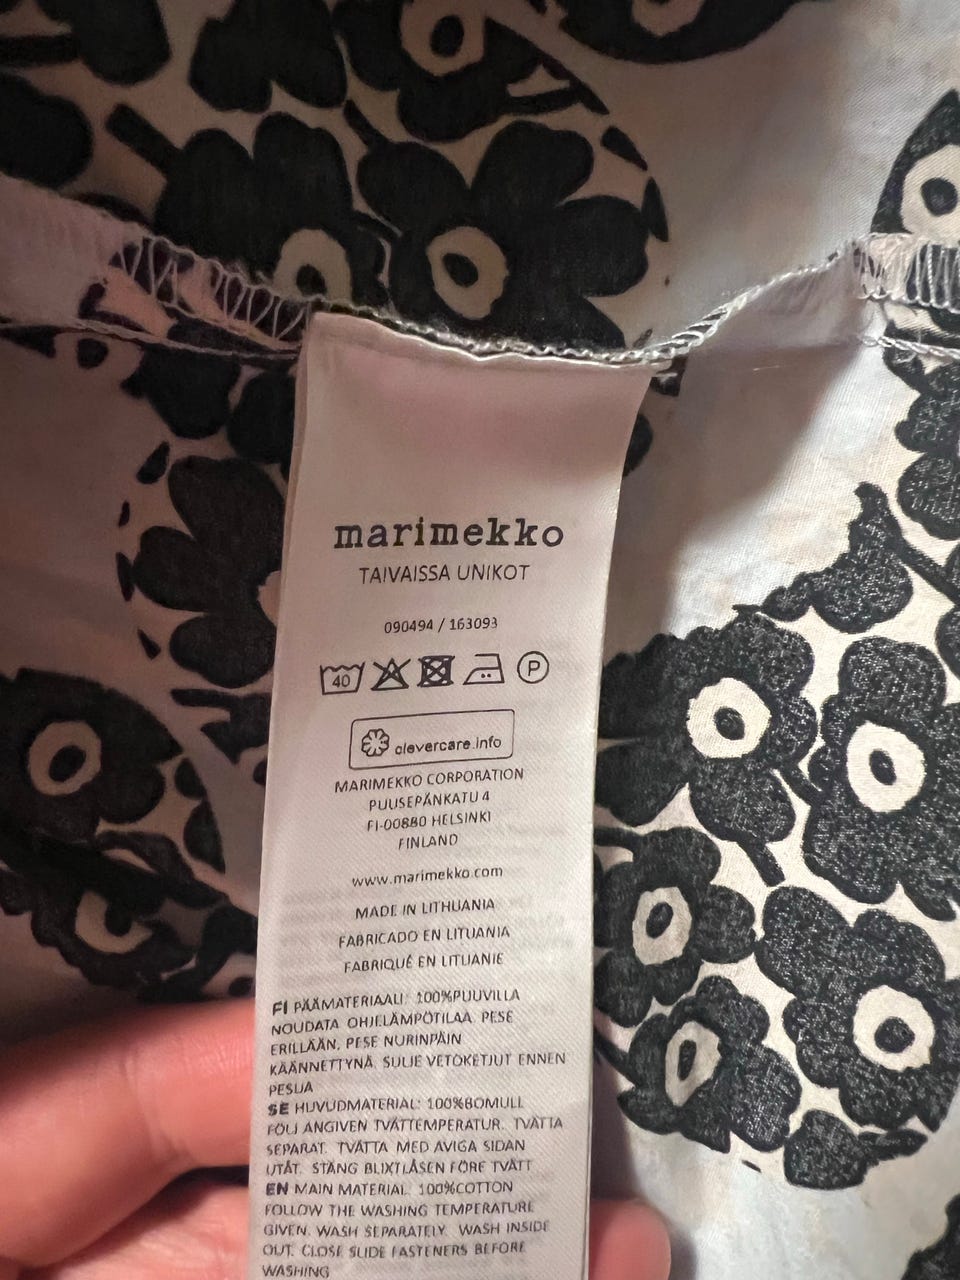 marimekko
TAIVAISSA UNIKOT
090494 / 163093
40 P
clevercare.info
MARIMEKKO CORPORATION
PUUSEPÄNKATU 4
FI-00880 HELSINKI
FINLAND
www.marimekko.com
MADE IN LITHUANIA
FABRICADO EN LITUANIA
FABRIQUÉ EN LITUANIE
FI PÄÄMATERIAALI: 100%PUUVILLA
NOUDATA OHJELÄMPÖTILAA. PESE
ERILLÄÄN, PESE NURINPÄIN
KÄÄNNETTYNÄ. SULJE VETOKETJUT ENNEN
PESUA
SE HUVUDMATERIAL: 100%BOMULL
FÖLJ ANGIVEN TVÄTTEMPERATUR. TVÄTTA
SEPARAT. TVÄTTA MED AVIGA SIDAN
UTÅT. STÄNG BLIXTLÅSEN FÖRE TVÄTT
EN MAIN MATERIAL: 100%COTTON
FOLLOW THE WASHING TEMPERATURE
GIVEN. WASH SEPARATELY. WASH INSIDE
OUT. CLOSE SLIDE FASTENERS BEFORE
WASHING